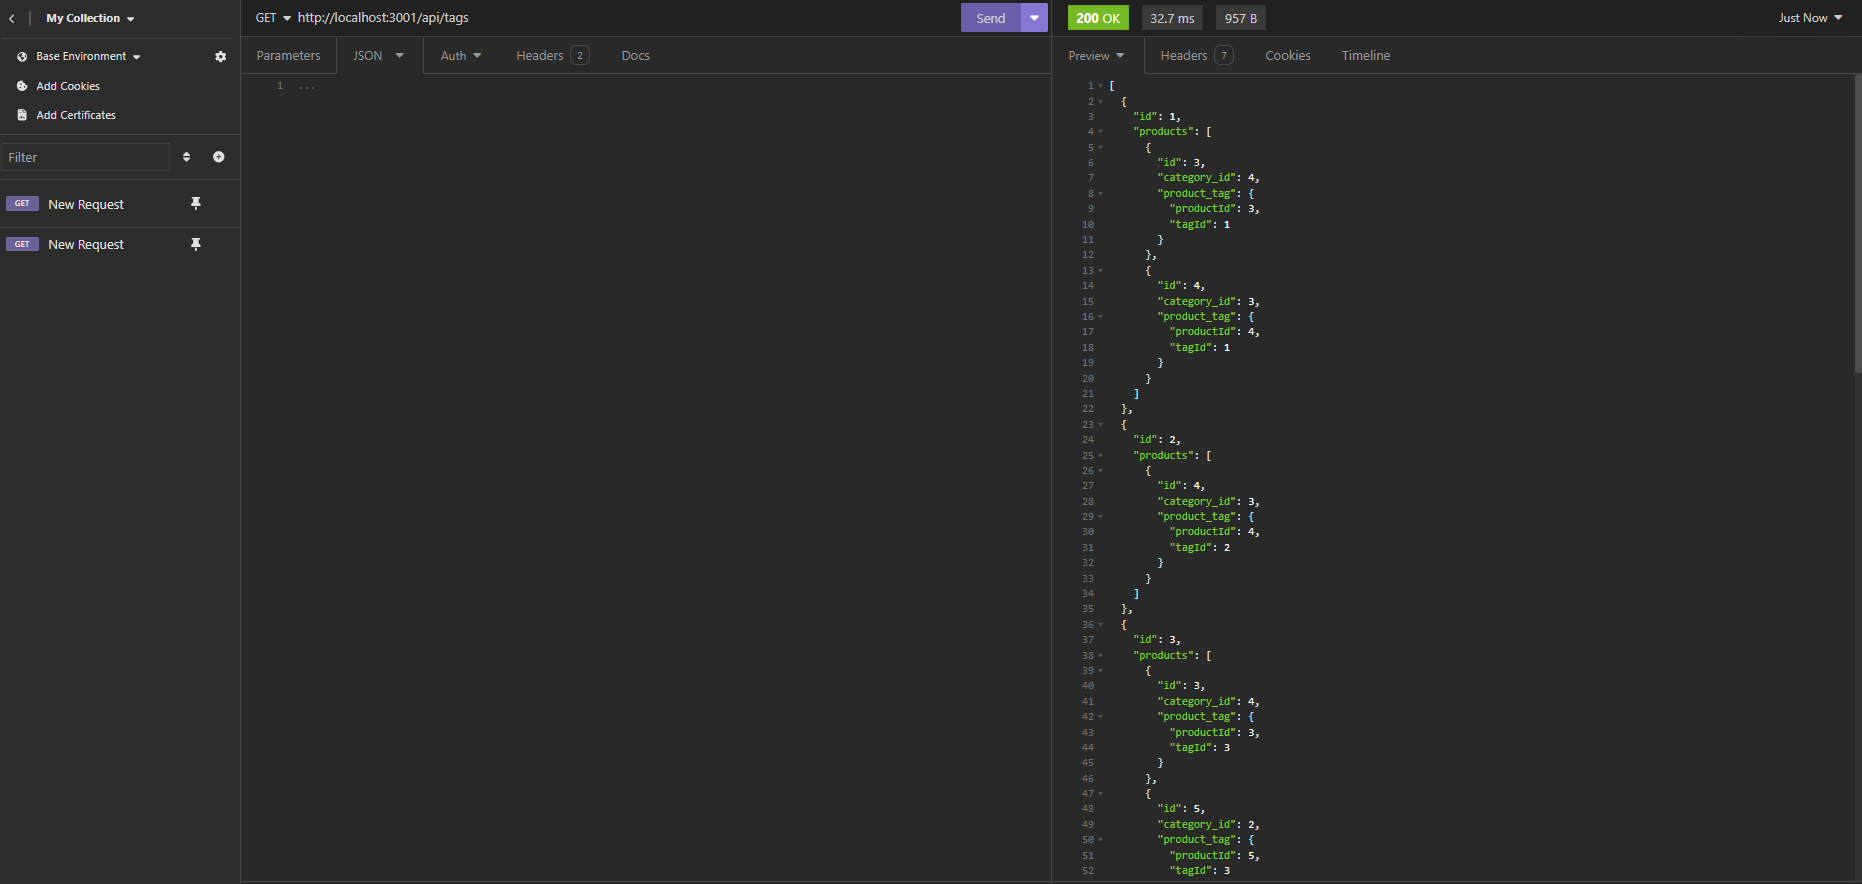 My Collection
Base Environment
Add Cookies
Add Certificates
Filter
GET New Request
GET New Request
GET http://localhost:3001/api/tags Send
Parameters JSON Auth Headers 2 Docs
1 ...
200 OK 32.7 ms 957 B Just Now
Preview Headers 7 Cookies Timeline
1 [
2 {
3 "id": 1,
4 "products": [
5 {
6 "id": 3,
7 "category_id": 4,
8 "product_tag": {
9 "productId": 3,
10 "tagId": 1
11 }
12 },
13 {
14 "id": 4,
15 "category_id": 3,
16 "product_tag": {
17 "productId": 4,
18 "tagId": 1
19 }
20 }
21 ]
22 },
23 {
24 "id": 2,
25 "products": [
26 {
27 "id": 4,
28 "category_id": 3,
29 "product_tag": {
30 "productId": 4,
31 "tagId": 2
32 }
33 }
34 ]
35 },
36 {
37 "id": 3,
38 "products": [
39 {
40 "id": 3,
41 "category_id": 4,
42 "product_tag": {
43 "productId": 3,
44 "tagId": 3
45 }
46 },
47 {
48 "id": 5,
49 "category_id": 2,
50 "product_tag": {
51 "productId": 5,
52 "tagId": 3